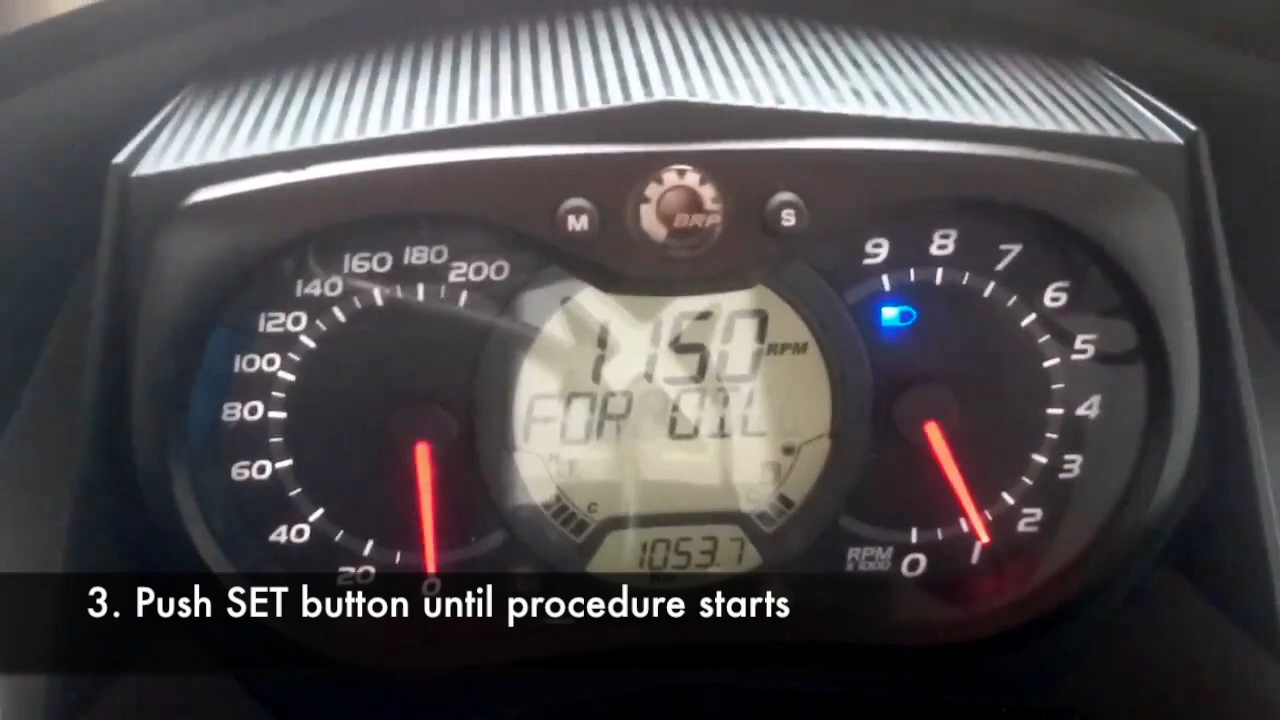 M
BRP
S
200
180
160
140
120
100
80
60
40
20
0
1150 RPM
FOR OIL
C
1053.7
Km
9
8
7
6
5
4
3
2
1
0
RPM
X1000
3. Push SET button until procedure starts